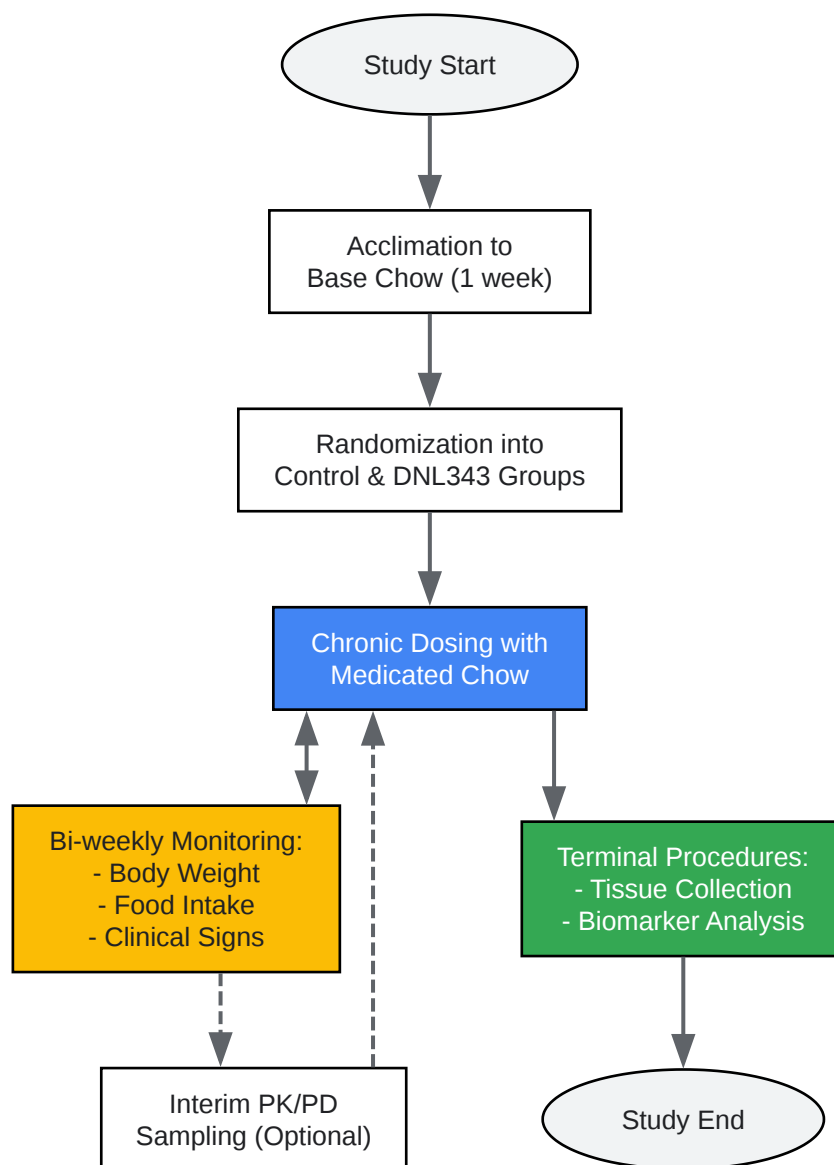 Study Start
Acclimation to
Base Chow (1 week)
Randomization into
Control & DNL343 Groups
Chronic Dosing with
Medicated Chow
Bi-weekly Monitoring:
- Body Weight
- Food Intake
- Clinical Signs
Terminal Procedures:
- Tissue Collection
- Biomarker Analysis
Interim PK/PD
Sampling (Optional)
Study End